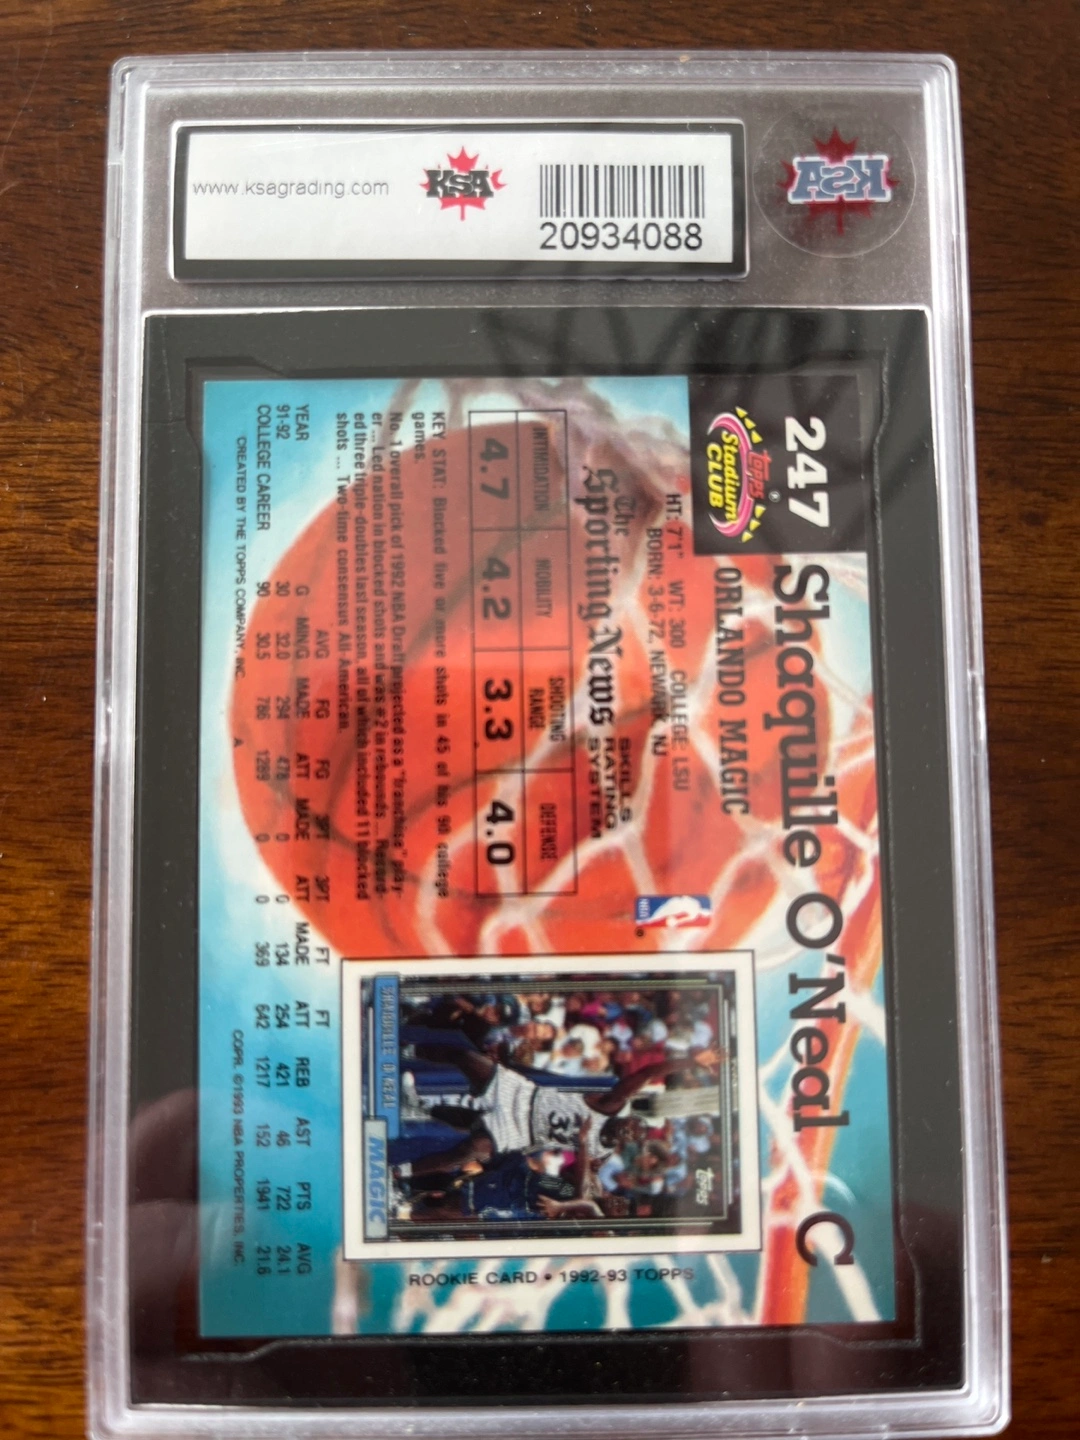 www.ksagrading.com
KSA
20934088
KSA
247 Shaquille O'Neal C
Topps ®
Stadium
CLUB
ORLANDO MAGIC
HT: 7'1" WT: 300 COLLEGE: LSU
BORN: 3-6-72, NEWARK, NJ
The
Sporting News
SKILLS
RATING
SYSTEM
NBA ®
INTIMIDATION MOBILITY SHOOTING RANGE DEFENSE
4.7 4.2 3.3 4.0
KEY STAT: Blocked five or more shots in 45 of his 90 college
games.
No. 1 overall pick of 1992 NBA Draft projected as a "franchise" play-
er ... Led nation in blocked shots and was #2 in rebounds ... Record-
ed three triple-doubles last season, all of which included 11 blocked
shots ... Two-time consensus All-American.
AVG FG FG 3PT 3PT FT FT
YEAR G MIN/G MADE ATT MADE ATT MADE ATT REB AST PTS AVG
91-92 30 32.0 294 478 0 0 134 254 421 46 722 24.1
COLLEGE CAREER 90 30.5 786 1289 0 0 369 642 1217 152 1941 21.6
CREATED BY THE TOPPS COMPANY, INC. A COPR. ©1993 NBA PROPERTIES, INC.
Topps
32
SHAQUILLE O'NEAL
MAGIC
ROOKIE CARD • 1992-93 TOPPS